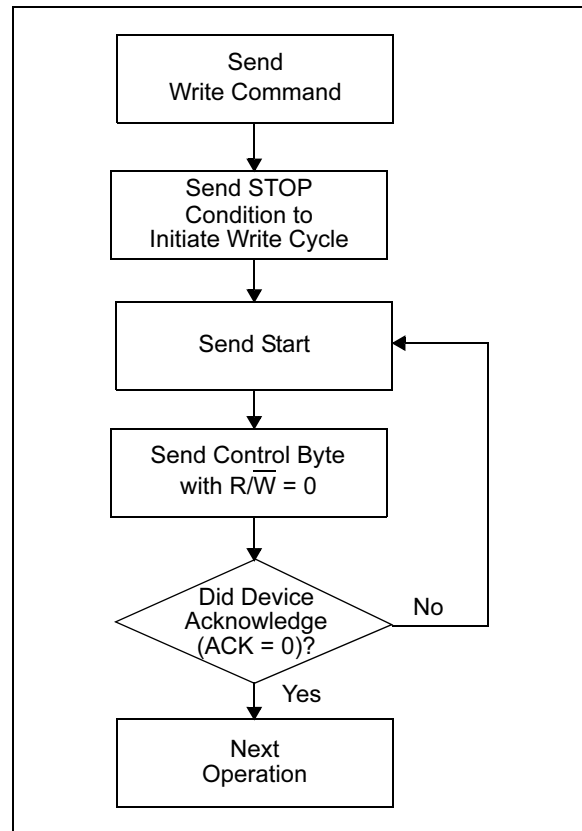 Send
Write Command
Send STOP
Condition to
Initiate Write Cycle
Send Start
Send Control Byte
with R/W̅ = 0
Did Device
Acknowledge
(ACK = 0)?
No
Yes
Next
Operation